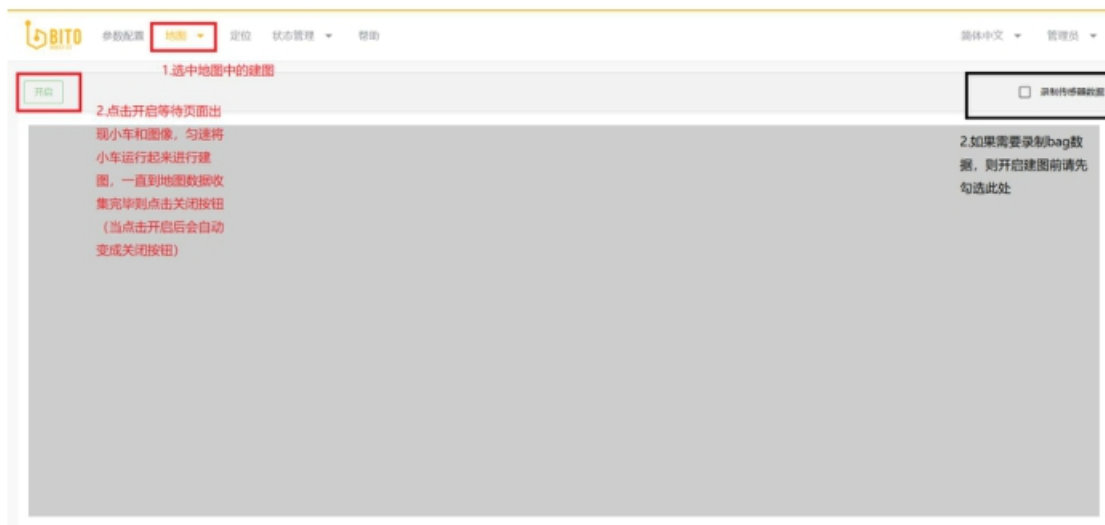 BITO 参数配置 地图 定位 状态管理 帮助 简体中文 管理员
1.选中地图中的建图
开启
录制传感器数据
2.点击开启等待页面出
现小车和图像，匀速将
小车运行起来进行建
图，一直到地图数据收
集完毕则点击关闭按钮
（当点击开启后会自动
变成关闭按钮）
2.如果需要录制bag数
据，则开启建图前请先
勾选此处